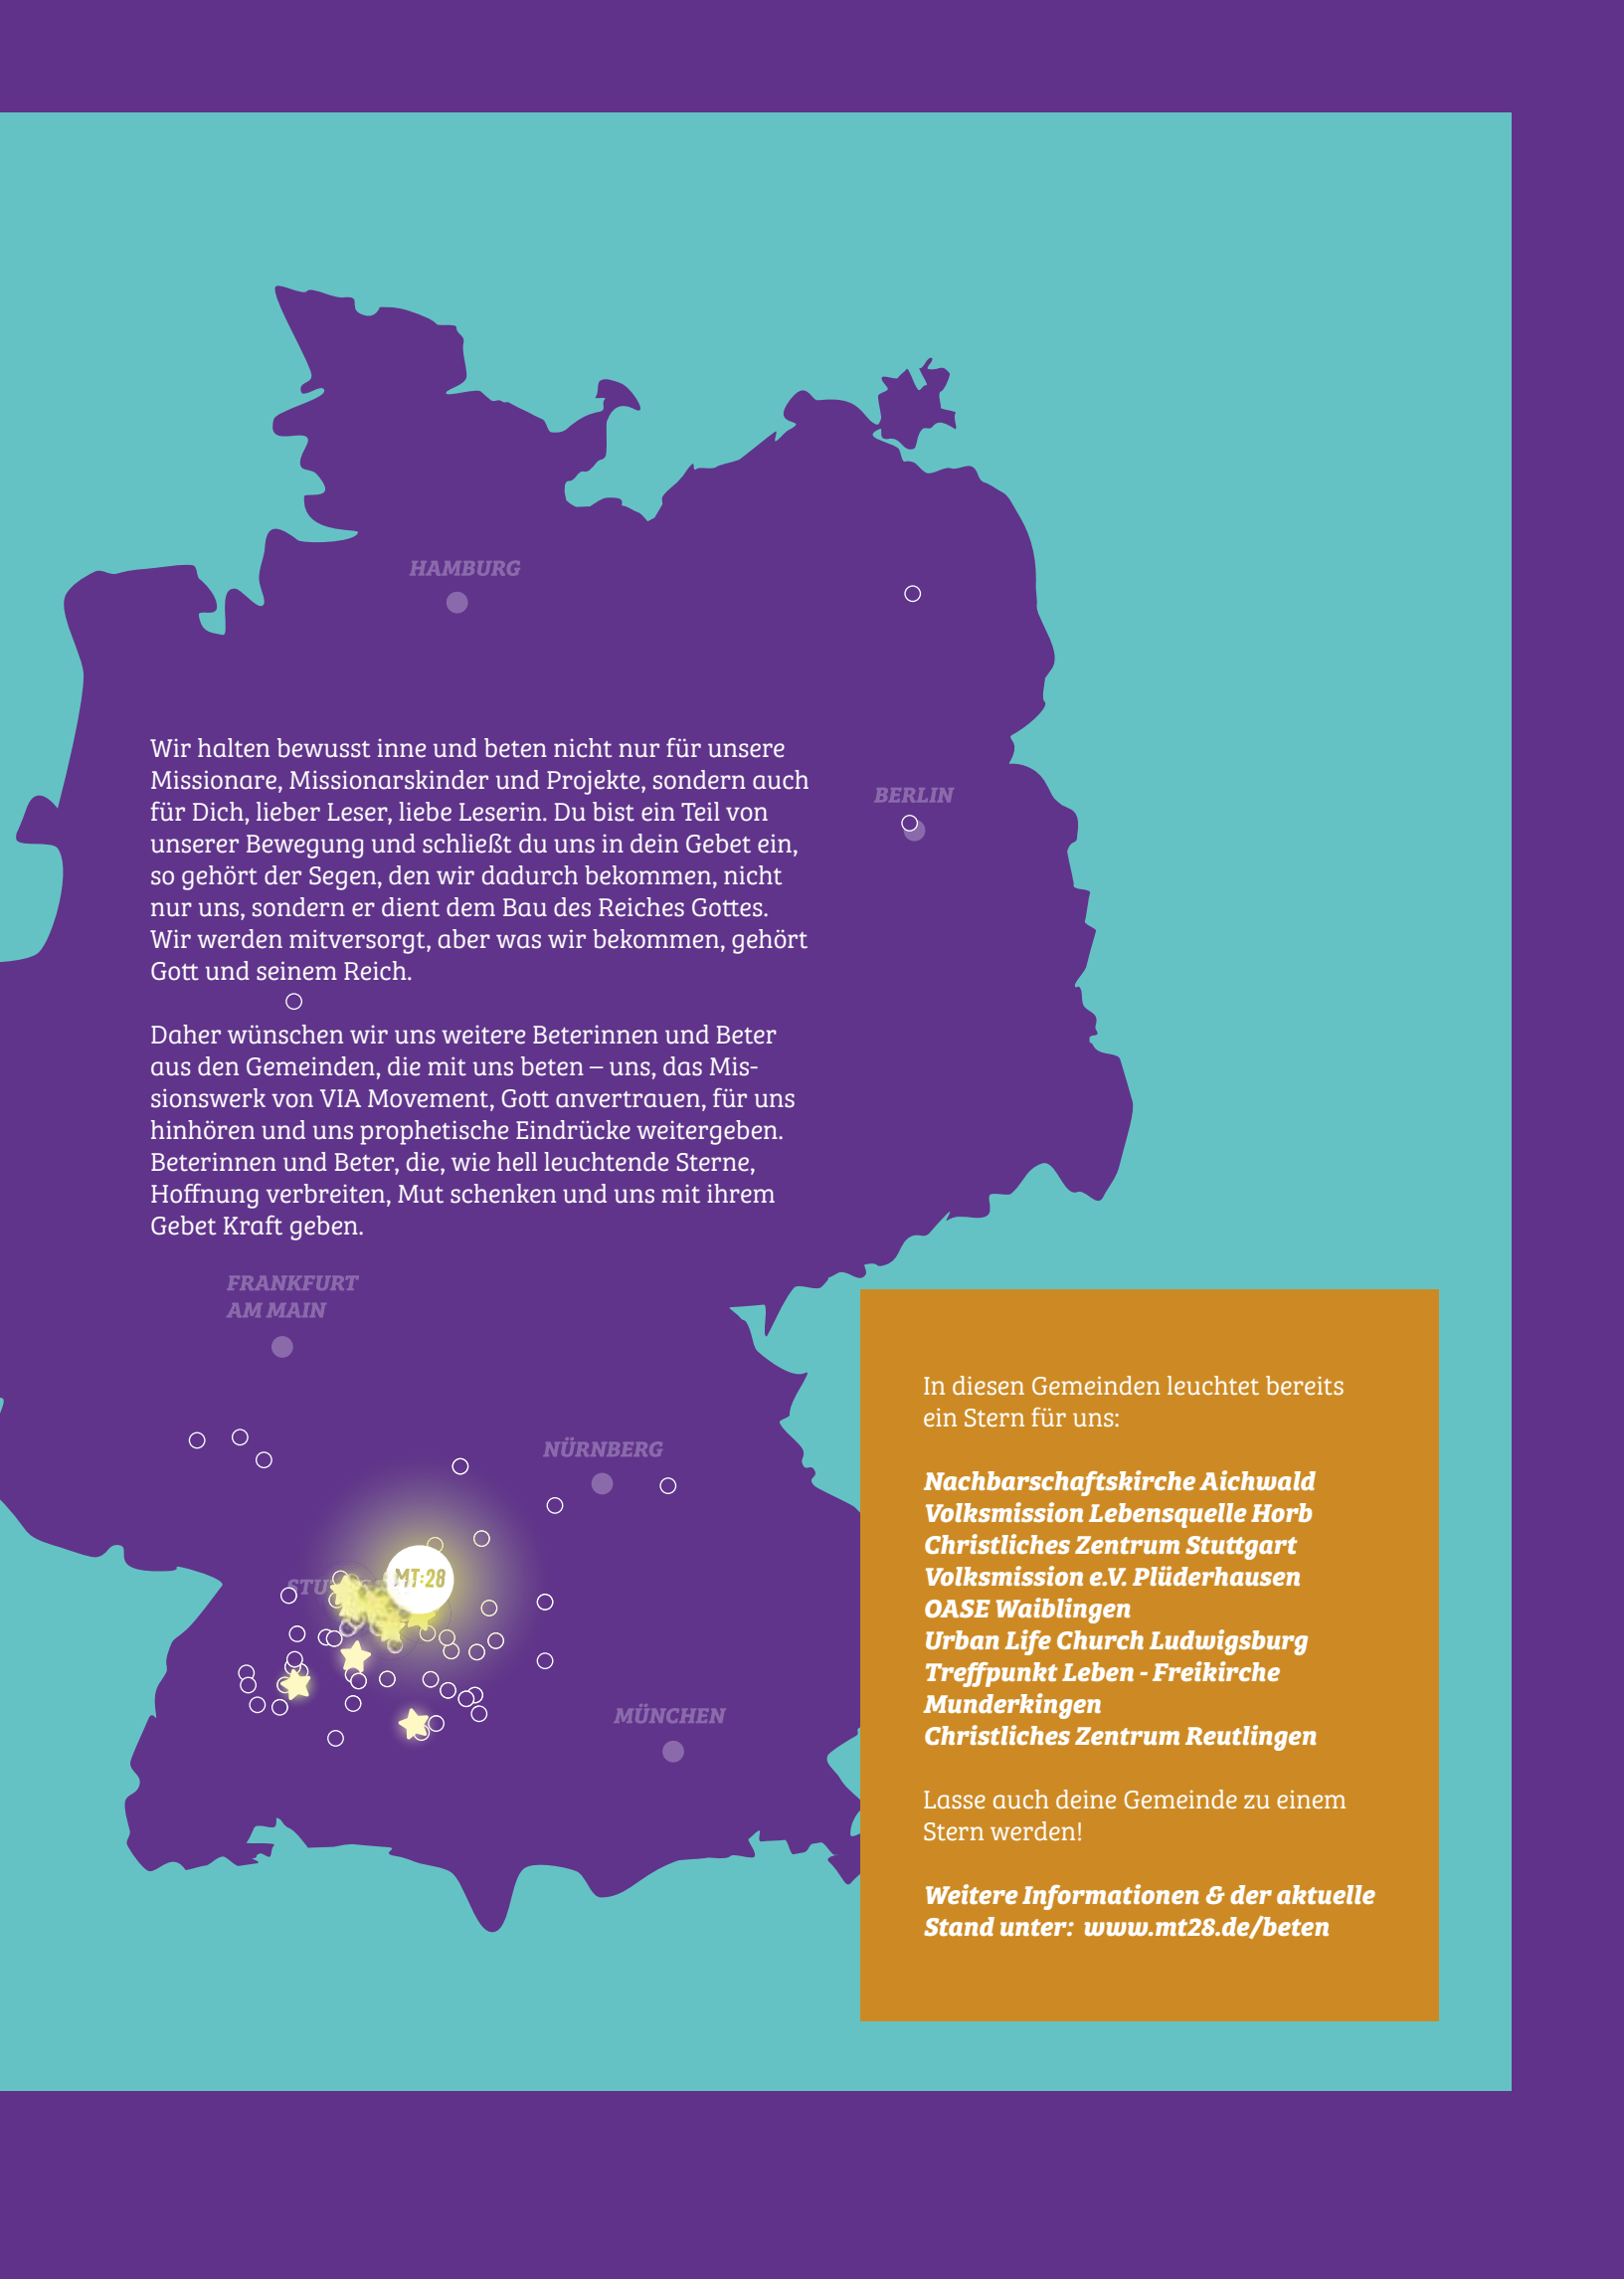 HAMBURG
Wir halten bewusst inne und beten nicht nur für unsere
Missionare, Missionarskinder und Projekte, sondern auch
für Dich, lieber Leser, liebe Leserin. Du bist ein Teil von
unserer Bewegung und schließt du uns in dein Gebet ein,
so gehört der Segen, den wir dadurch bekommen, nicht
nur uns, sondern er dient dem Bau des Reiches Gottes.
Wir werden mitversorgt, aber was wir bekommen, gehört
Gott und seinem Reich.
Daher wünschen wir uns weitere Beterinnen und Beter
aus den Gemeinden, die mit uns beten – uns, das Mis-
sionswerk von VIA Movement, Gott anvertrauen, für uns
hinhören und uns prophetische Eindrücke weitergeben.
Beterinnen und Beter, die, wie hell leuchtende Sterne,
Hoffnung verbreiten, Mut schenken und uns mit ihrem
Gebet Kraft geben.
BERLIN
FRANKFURT
AM MAIN
NÜRNBERG
MT:28
MÜNCHEN
In diesen Gemeinden leuchtet bereits
ein Stern für uns:
Nachbarschaftskirche Aichwald
Volksmission Lebensquelle Horb
Christliches Zentrum Stuttgart
Volksmission e.V. Plüderhausen
OASE Waiblingen
Urban Life Church Ludwigsburg
Treffpunkt Leben - Freikirche
Munderkingen
Christliches Zentrum Reutlingen
Lasse auch deine Gemeinde zu einem
Stern werden!
Weitere Informationen & der aktuelle
Stand unter: www.mt28.de/beten